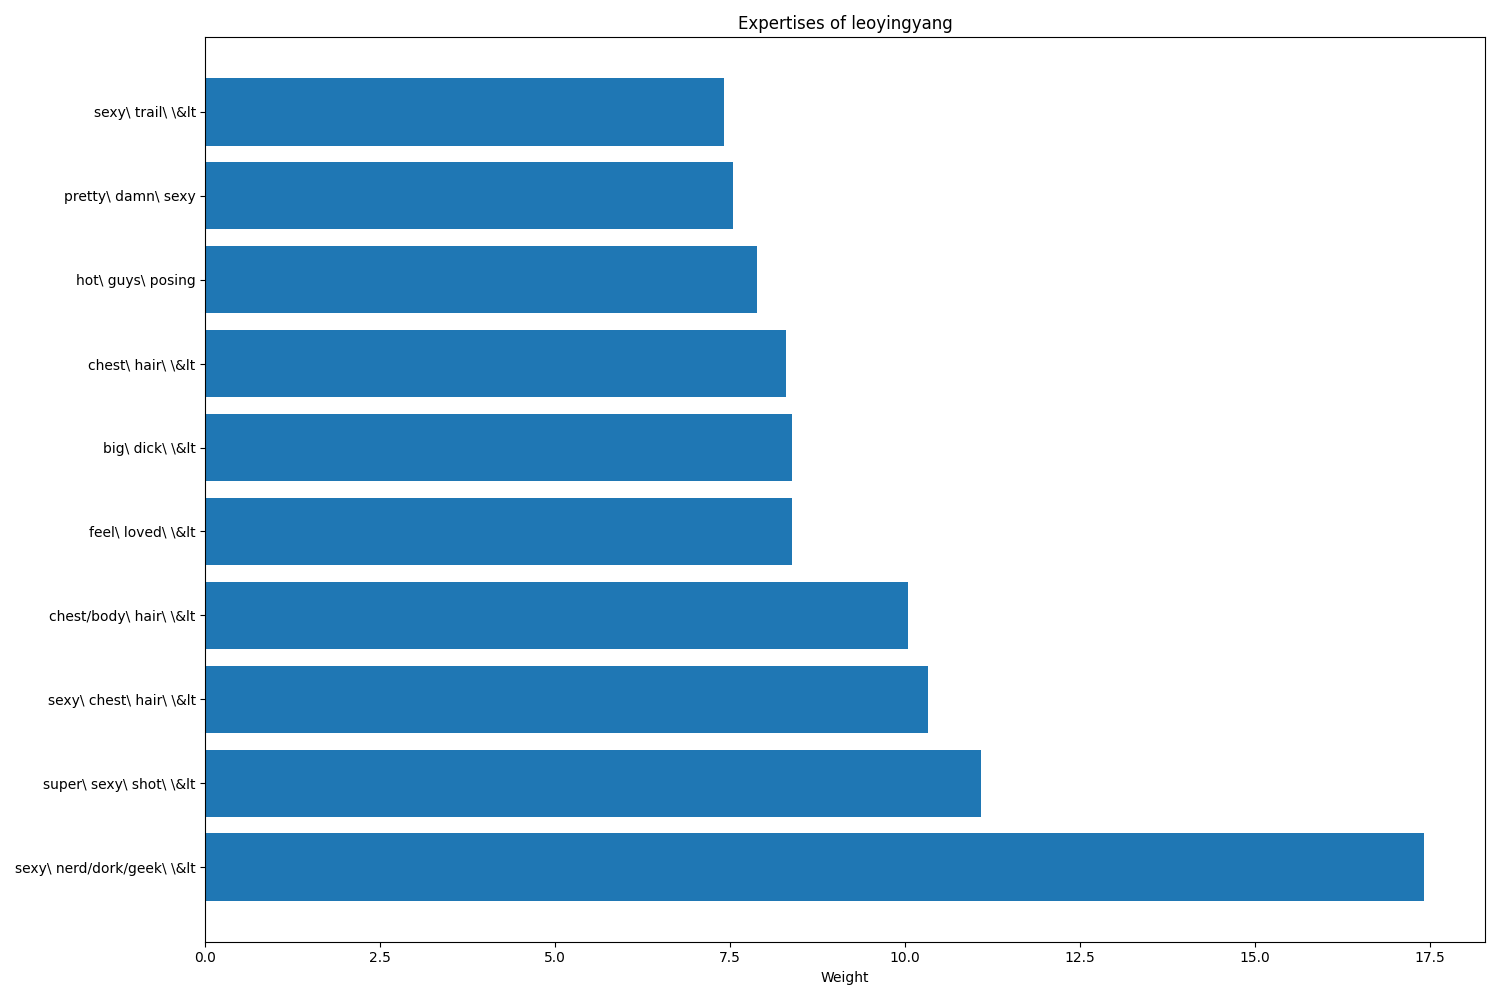 Expertises of leoyingyang
sexy\ trail\ \&lt
pretty\ damn\ sexy
hot\ guys\ posing
chest\ hair\ \&lt
big\ dick\ \&lt
feel\ loved\ \&lt
chest/body\ hair\ \&lt
sexy\ chest\ hair\ \&lt
super\ sexy\ shot\ \&lt
sexy\ nerd/dork/geek\ \&lt
0.0 2.5 5.0 7.5 10.0 12.5 15.0 17.5
Weight